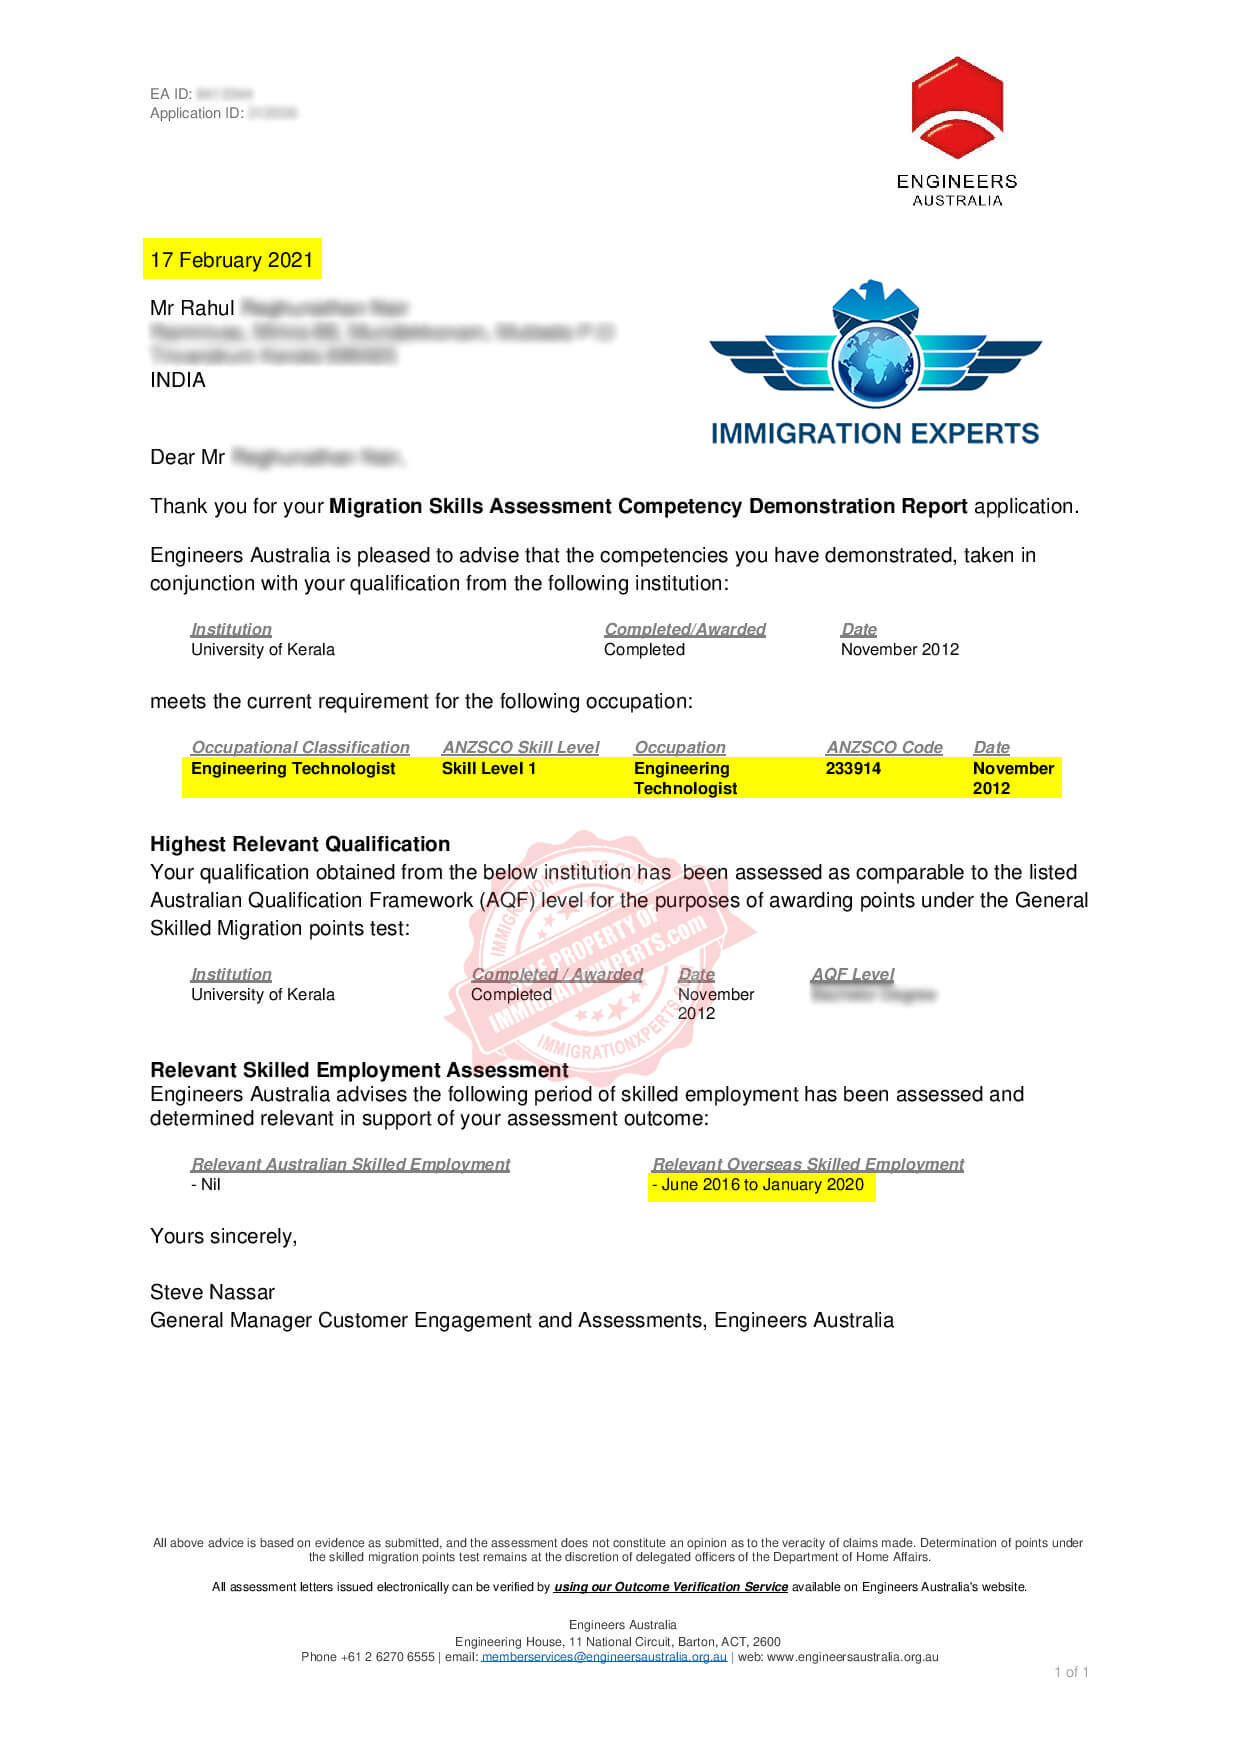 EA ID:
Application ID:
ENGINEERS
AUSTRALIA
17 February 2021
Mr Rahul
INDIA
IMMIGRATION EXPERTS
Dear Mr
Thank you for your Migration Skills Assessment Competency Demonstration Report application.
Engineers Australia is pleased to advise that the competencies you have demonstrated, taken in
conjunction with your qualification from the following institution:
Institution Completed/Awarded Date
University of Kerala Completed November 2012
meets the current requirement for the following occupation:
Occupational Classification ANZSCO Skill Level Occupation ANZSCO Code Date
Engineering Technologist Skill Level 1 Engineering 233914 November
Technologist 2012
Highest Relevant Qualification
Your qualification obtained from the below institution has been assessed as comparable to the listed
Australian Qualification Framework (AQF) level for the purposes of awarding points under the General
Skilled Migration points test:
IMMIGRATIONXPERTS.COM
SOLE PROPERTY OF
IMMIGRATIONXPERTS.com
IMMIGRATIONXPERTS.COM
Institution Completed / Awarded Date AQF Level
University of Kerala Completed November
2012
Relevant Skilled Employment Assessment
Engineers Australia advises the following period of skilled employment has been assessed and
determined relevant in support of your assessment outcome:
Relevant Australian Skilled Employment Relevant Overseas Skilled Employment
- Nil - June 2016 to January 2020
Yours sincerely,
Steve Nassar
General Manager Customer Engagement and Assessments, Engineers Australia
All above advice is based on evidence as submitted, and the assessment does not constitute an opinion as to the veracity of claims made. Determination of points under
the skilled migration points test remains at the discretion of delegated officers of the Department of Home Affairs.
All assessment letters issued electronically can be verified by using our Outcome Verification Service available on Engineers Australia's website.
Engineers Australia
Engineering House, 11 National Circuit, Barton, ACT, 2600
Phone +61 2 6270 6555 | email: memberservices@engineersaustralia.org.au | web: www.engineersaustralia.org.au
1 of 1